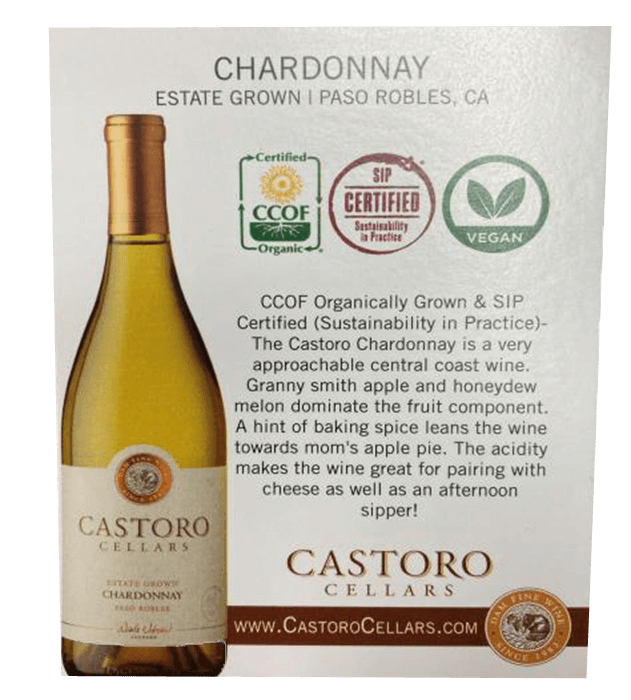 CHARDONNAY
ESTATE GROWN | PASO ROBLES, CA
Certified
CCOF
Organic
SIP
CERTIFIED
Sustainability
in Practice
VEGAN
CCOF Organically Grown & SIP
Certified (Sustainability in Practice)-
The Castoro Chardonnay is a very
approachable central coast wine.
Granny smith apple and honeydew
melon dominate the fruit component.
A hint of baking spice leans the wine
towards mom's apple pie. The acidity
makes the wine great for pairing with
cheese as well as an afternoon
sipper!
CASTORO
CELLARS
ESTATE GROWN
CHARDONNAY
PASO ROBLES
CASTORO
CELLARS
WWW.CASTOROCELLARS.COM
DAM FINE WINE
SINCE 1983